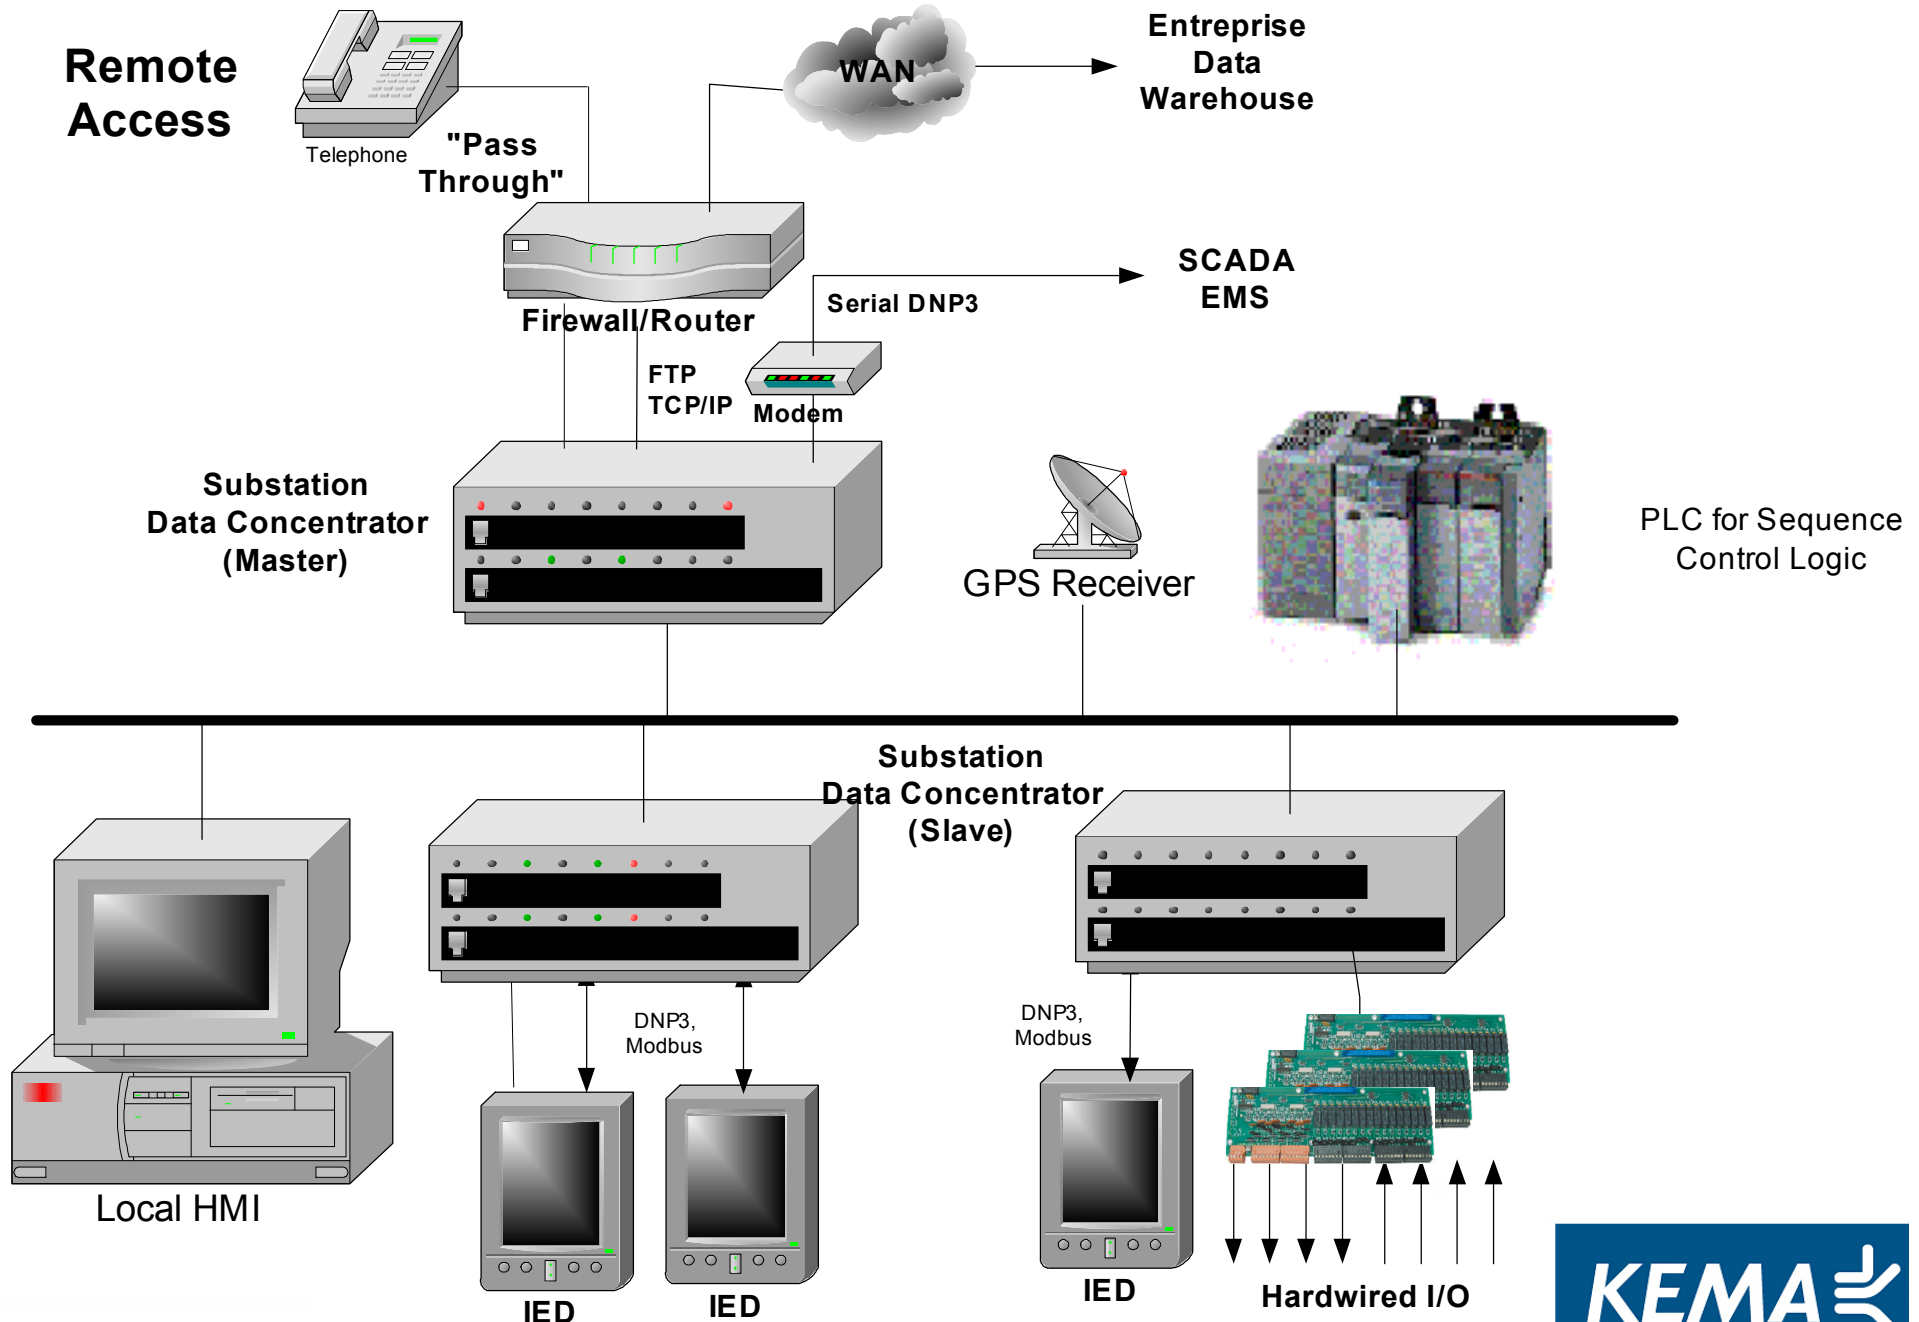 Remote
Access
Telephone
"Pass
Through"
WAN
Entreprise
Data
Warehouse
Firewall/Router
Serial DNP3
SCADA
EMS
FTP
TCP/IP
Modem
Substation
Data Concentrator
(Master)
GPS Receiver
PLC for Sequence
Control Logic
Substation
Data Concentrator
(Slave)
DNP3,
Modbus
DNP3,
Modbus
Local HMI
IED
IED
IED
Hardwired I/O
KEMA